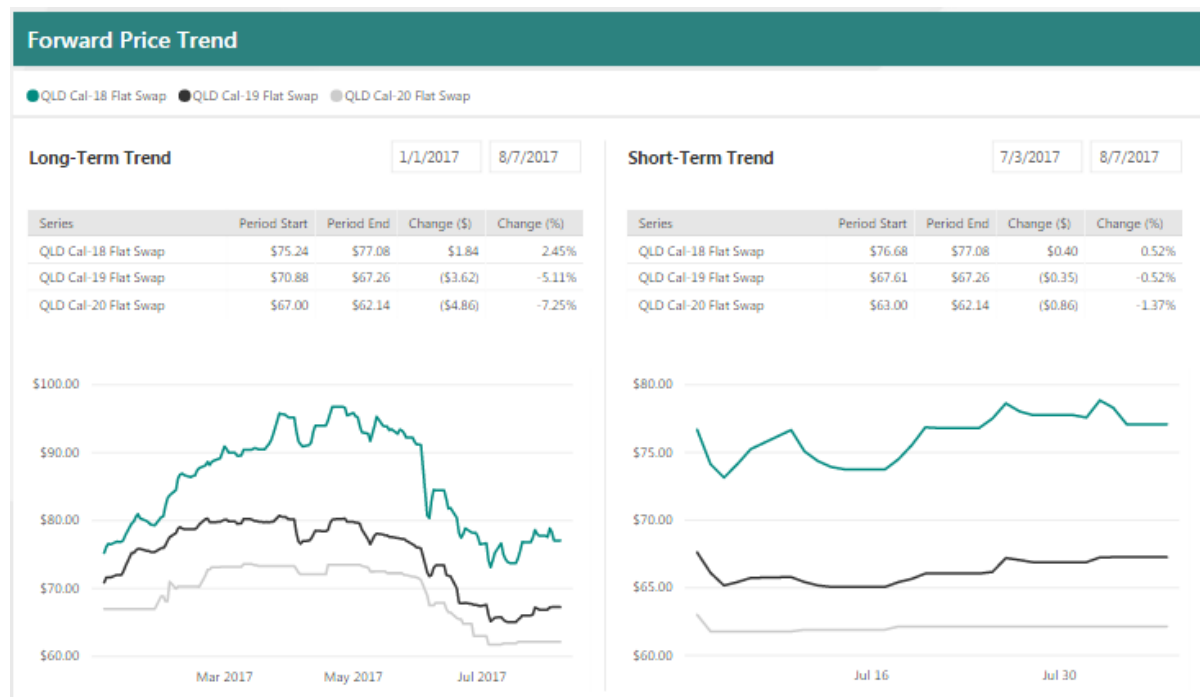 Forward Price Trend
QLD Cal-18 Flat Swap QLD Cal-19 Flat Swap QLD Cal-20 Flat Swap
Long-Term Trend 1/1/2017 8/7/2017
Series Period Start Period End Change ($) Change (%)
QLD Cal-18 Flat Swap $75.24 $77.08 $1.84 2.45%
QLD Cal-19 Flat Swap $70.88 $67.26 ($3.62) -5.11%
QLD Cal-20 Flat Swap $67.00 $62.14 ($4.86) -7.25%
$100.00
$90.00
$80.00
$70.00
$60.00
Mar 2017 May 2017 Jul 2017
Short-Term Trend 7/3/2017 8/7/2017
Series Period Start Period End Change ($) Change (%)
QLD Cal-18 Flat Swap $76.68 $77.08 $0.40 0.52%
QLD Cal-19 Flat Swap $67.61 $67.26 ($0.35) -0.52%
QLD Cal-20 Flat Swap $63.00 $62.14 ($0.86) -1.37%
$80.00
$75.00
$70.00
$65.00
$60.00
Jul 16 Jul 30